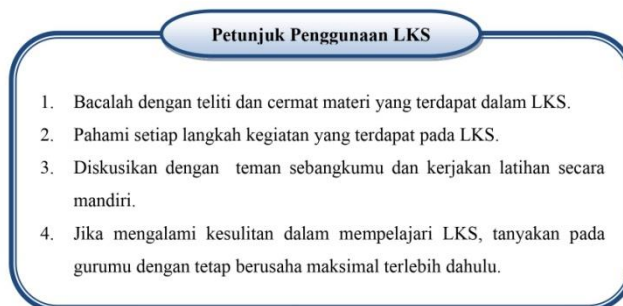 Petunjuk Penggunaan LKS
1. Bacalah dengan teliti dan cermat materi yang terdapat dalam LKS.
2. Pahami setiap langkah kegiatan yang terdapat pada LKS.
3. Diskusikan dengan teman sebangkumu dan kerjakan latihan secara
mandiri.
4. Jika mengalami kesulitan dalam mempelajari LKS, tanyakan pada
gurumu dengan tetap berusaha maksimal terlebih dahulu.